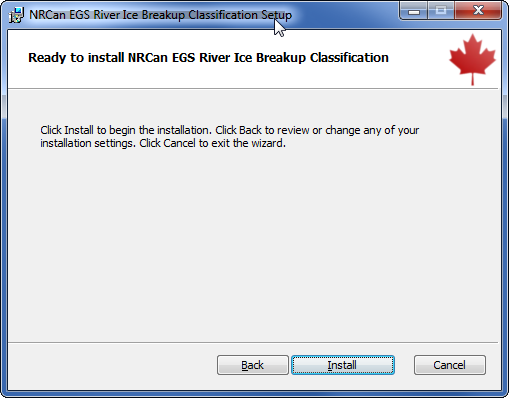 NRCan EGS River Ice Breakup Classification Setup
Ready to install NRCan EGS River Ice Breakup Classification
Click Install to begin the installation. Click Back to review or change any of your
installation settings. Click Cancel to exit the wizard.
Back Install Cancel